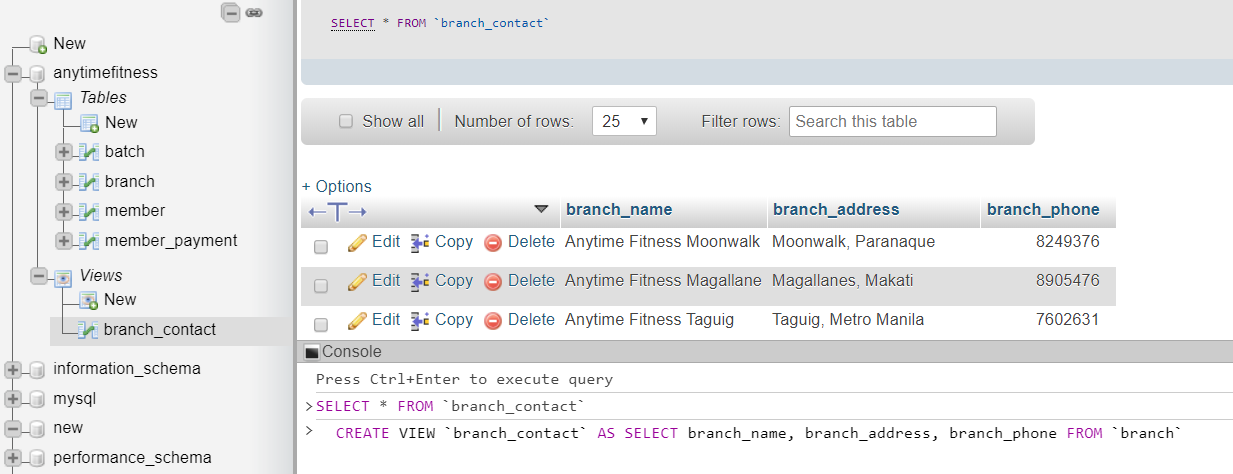 New
anytimefitness
Tables
New
batch
branch
member
member_payment
Views
New
branch_contact
information_schema
mysql
new
performance_schema
SELECT * FROM `branch_contact`
Show all Number of rows: 25 Filter rows: Search this table
+ Options
branch_name branch_address branch_phone
Edit Copy Delete Anytime Fitness Moonwalk Moonwalk, Paranaque 8249376
Edit Copy Delete Anytime Fitness Magallane Magallanes, Makati 8905476
Edit Copy Delete Anytime Fitness Taguig Taguig, Metro Manila 7602631
Console
Press Ctrl+Enter to execute query
>SELECT * FROM `branch_contact`
> CREATE VIEW `branch_contact` AS SELECT branch_name, branch_address, branch_phone FROM `branch`